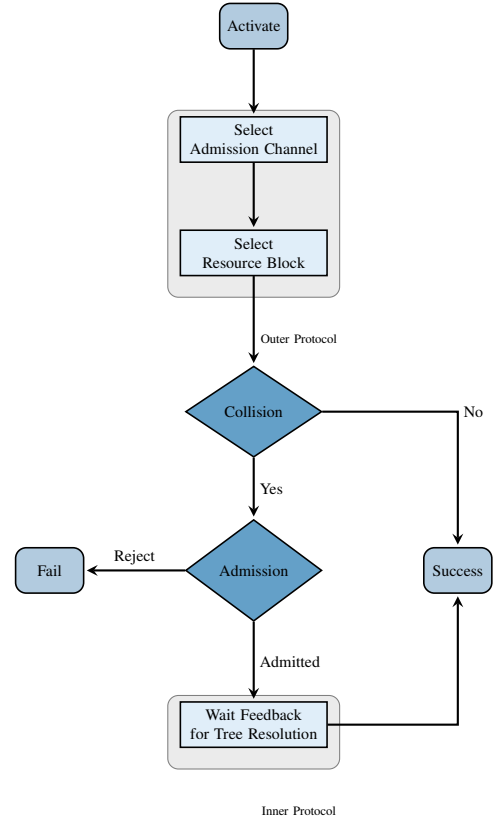 Activate
Select
Admission Channel
Select
Resource Block
Outer Protocol
Collision
No
Yes
Reject
Fail
Admission
Success
Admitted
Wait Feedback
for Tree Resolution
Inner Protocol